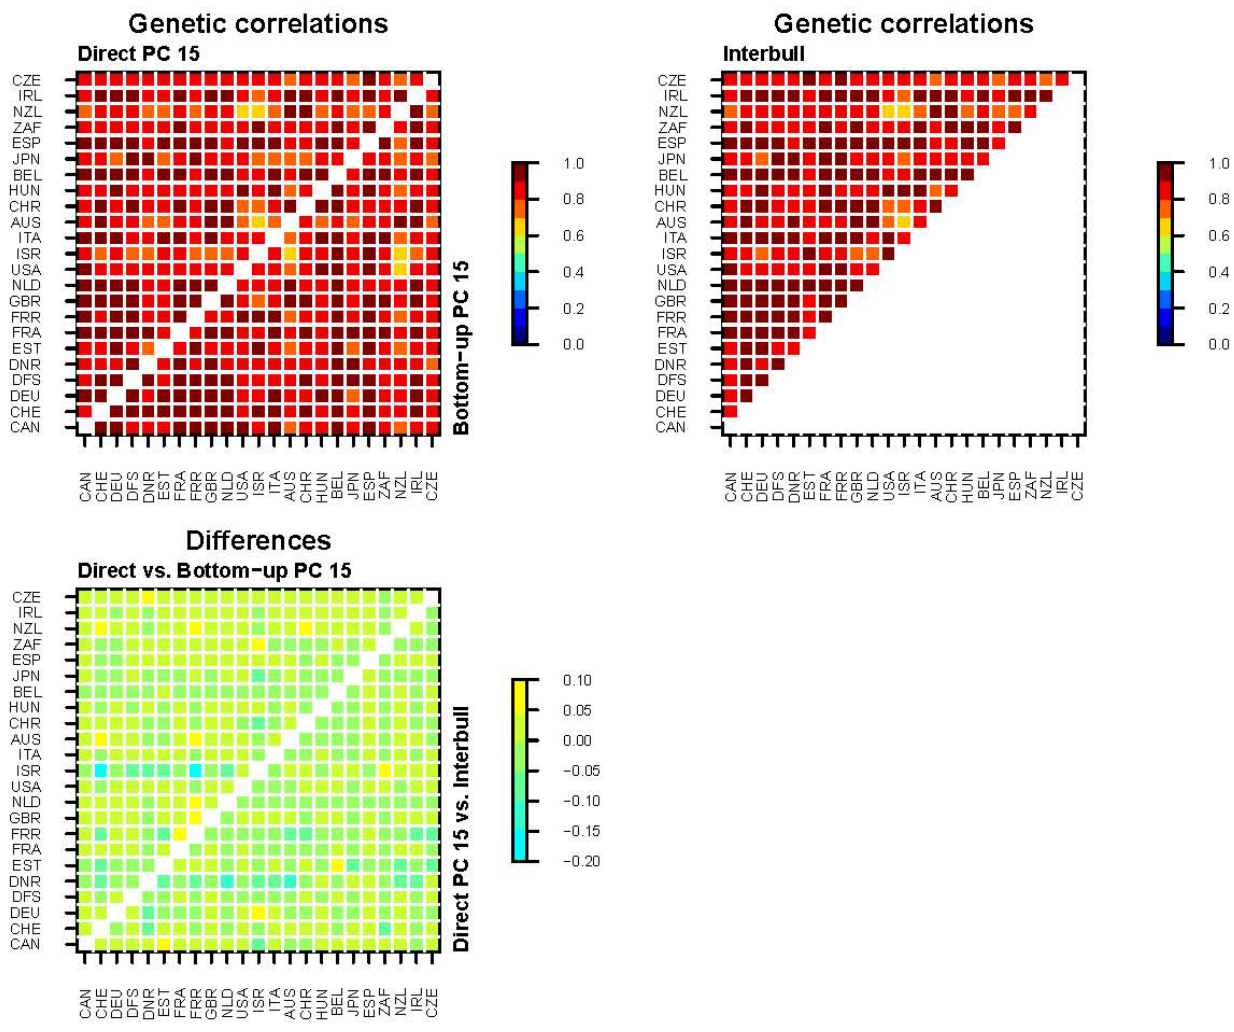 Genetic correlations
Direct PC 15
CZE
IRL
NZL
ZAF
ESP
JPN
BEL
HUN
CHR
AUS
ITA
ISR
USA
NLD
GBR
FRR
FRA
EST
DNR
DFS
DEU
CHE
CAN
CAN CHE DEU DFS DNR EST FRA FRR GBR NLD USA ISR ITA AUS CHR HUN BEL JPN ESP ZAF NZL IRL CZE
Bottom−up PC 15
1.0
0.8
0.6
0.4
0.2
0.0
Genetic correlations
Interbull
CZE
IRL
NZL
ZAF
ESP
JPN
BEL
HUN
CHR
AUS
ITA
ISR
USA
NLD
GBR
FRR
FRA
EST
DNR
DFS
DEU
CHE
CAN
CAN CHE DEU DFS DNR EST FRA FRR GBR NLD USA ISR ITA AUS CHR HUN BEL JPN ESP ZAF NZL IRL CZE
1.0
0.8
0.6
0.4
0.2
0.0
Differences
Direct vs. Bottom−up PC 15
CZE
IRL
NZL
ZAF
ESP
JPN
BEL
HUN
CHR
AUS
ITA
ISR
USA
NLD
GBR
FRR
FRA
EST
DNR
DFS
DEU
CHE
CAN
CAN CHE DEU DFS DNR EST FRA FRR GBR NLD USA ISR ITA AUS CHR HUN BEL JPN ESP ZAF NZL IRL CZE
Direct PC 15 vs. Interbull
0.10
0.05
0.00
−0.05
−0.10
−0.15
−0.20